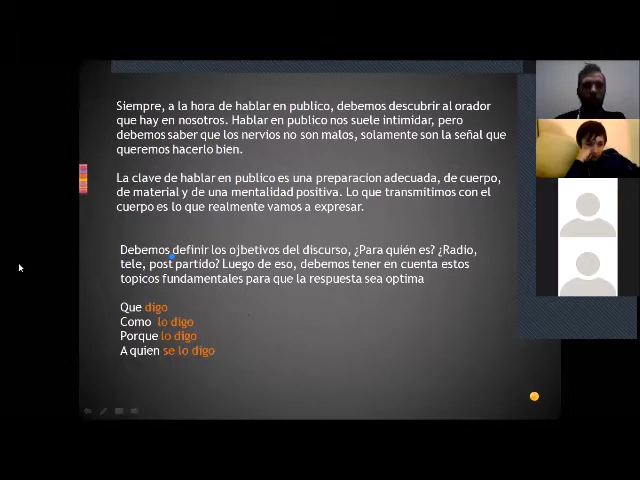 Siempre, a la hora de hablar en publico, debemos descubrir al orador
que hay en nosotros. Hablar en publico nos suele intimidar, pero
debemos saber que los nervios no son malos, solamente son la señal que
queremos hacerlo bien.
La clave de hablar en publico es una preparacion adecuada, de cuerpo,
de material y de una mentalidad positiva. Lo que transmitimos con el
cuerpo es lo que realmente vamos a expresar.
Debemos definir los ojbetivos del discurso, ¿Para quién es? ¿Radio,
tele, post partido? Luego de eso, debemos tener en cuenta estos
topicos fundamentales para que la respuesta sea optima
Que digo
Como lo digo
Porque lo digo
A quien se lo digo